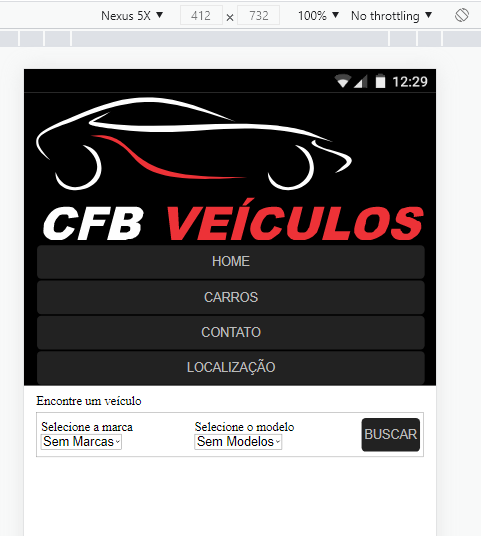 Nexus 5X ▼ 412 × 732 100% ▼ No throttling ▼
12:29
CFB VEÍCULOS
HOME
CARROS
CONTATO
LOCALIZAÇÃO
Encontre um veículo
Selecione a marca Selecione o modelo
Sem Marcas Sem Modelos BUSCAR